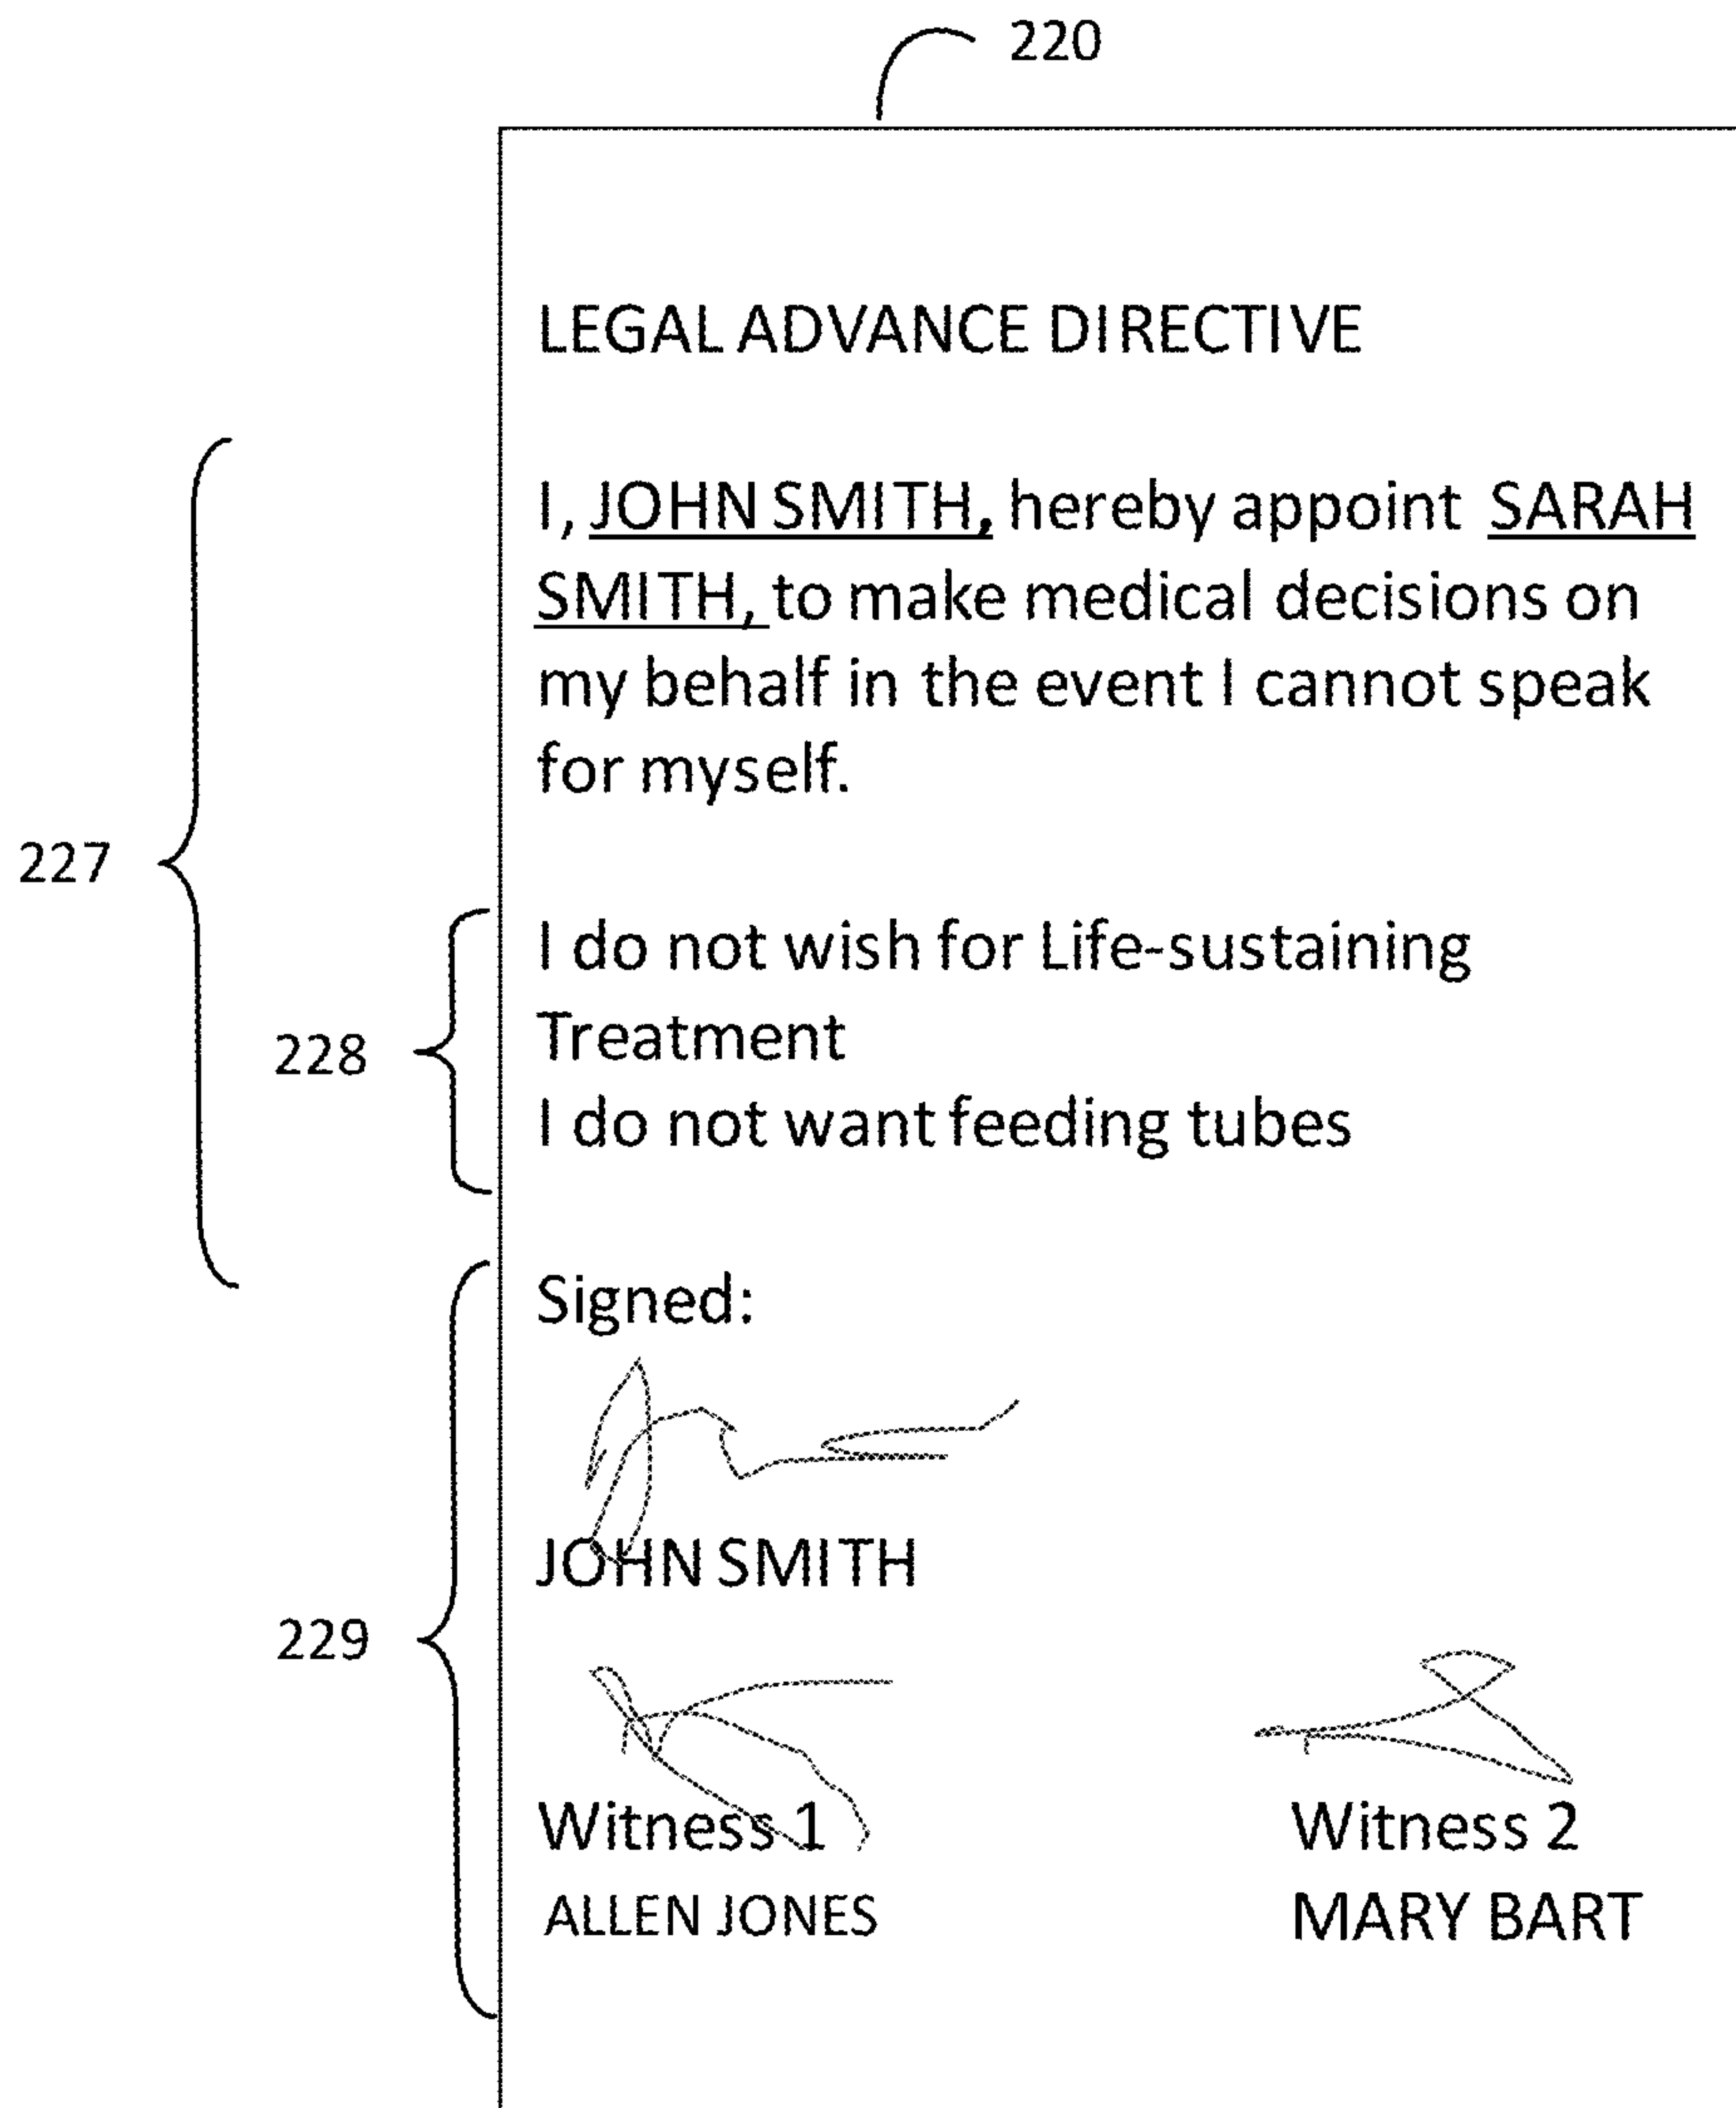 220
LEGAL ADVANCE DIRECTIVE
I, JOHN SMITH, hereby appoint SARAH
SMITH, to make medical decisions on
my behalf in the event I cannot speak
for myself.
227
I do not wish for Life-sustaining
Treatment
228
I do not want feeding tubes
Signed:
JOHN SMITH
229
Witness 1 Witness 2
ALLEN JONES MARY BART